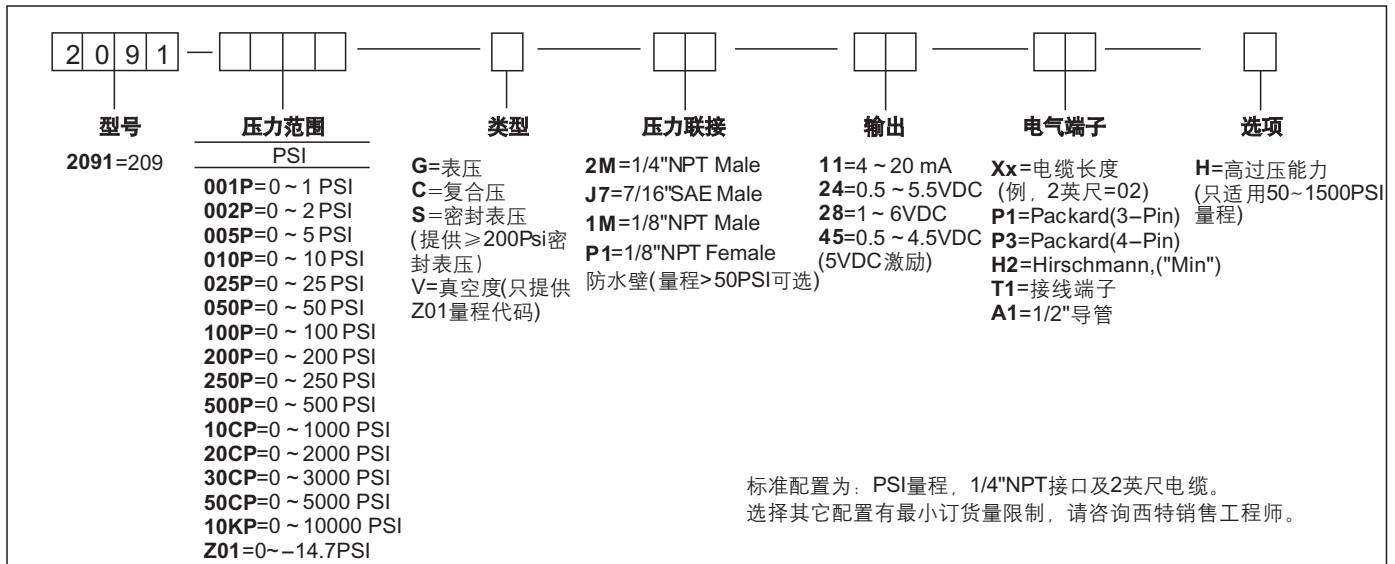 2091
型号
2091=209
压力范围
PSI
001P=0~1 PSI
002P=0~2 PSI
005P=0~5 PSI
010P=0~10 PSI
025P=0~25 PSI
050P=0~50 PSI
100P=0~100 PSI
200P=0~200 PSI
250P=0~250 PSI
500P=0~500 PSI
10CP=0~1000 PSI
20CP=0~2000 PSI
30CP=0~3000 PSI
50CP=0~5000 PSI
10KP=0~10000 PSI
Z01=0~-14.7PSI
类型
G=表压
C=复合压
S=密封表压
(提供≥200Psi密
封表压)
V=真空度(只提供
Z01量程代码)
压力联接
2M=1/4"NPT Male
J7=7/16"SAE Male
1M=1/8"NPT Male
P1=1/8"NPT Female
防水壁(量程>50PSI可选)
输出
11=4~20 mA
24=0.5~5.5VDC
28=1~6VDC
45=0.5~4.5VDC
(5VDC激励)
电气端子
Xx=电缆长度
(例，2英尺=02)
P1=Packard(3-Pin)
P3=Packard(4-Pin)
H2=Hirschmann,("Min")
T1=接线端子
A1=1/2"导管
选项
H=高过压能力
(只适用50~1500PSI
量程)
标准配置为：PSI量程，1/4"NPT接口及2英尺电缆。
选择其它配置有最小订货量限制，请咨询西特销售工程师。